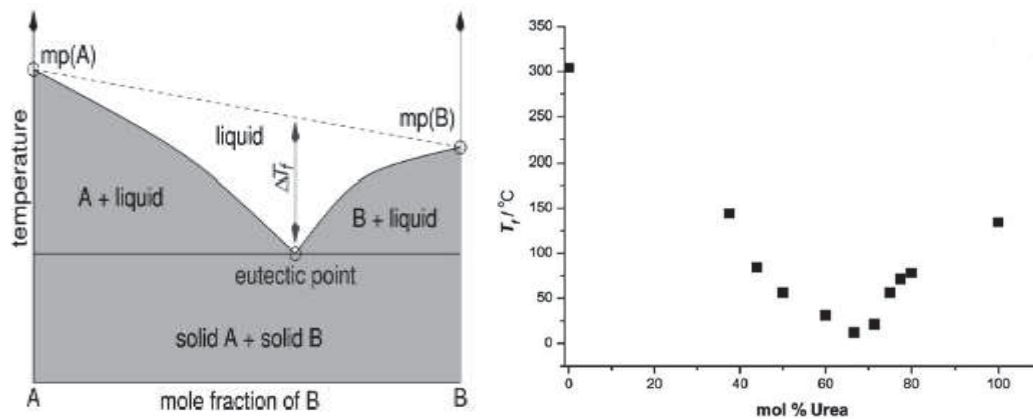 mp(A)
mp(B)
liquid
ΔTf
A + liquid
B + liquid
eutectic point
solid A + solid B
temperature
A
mole fraction of B
B
350
300
250
200
150
100
50
0
Tf / °C
0
20
40
60
80
100
mol % Urea